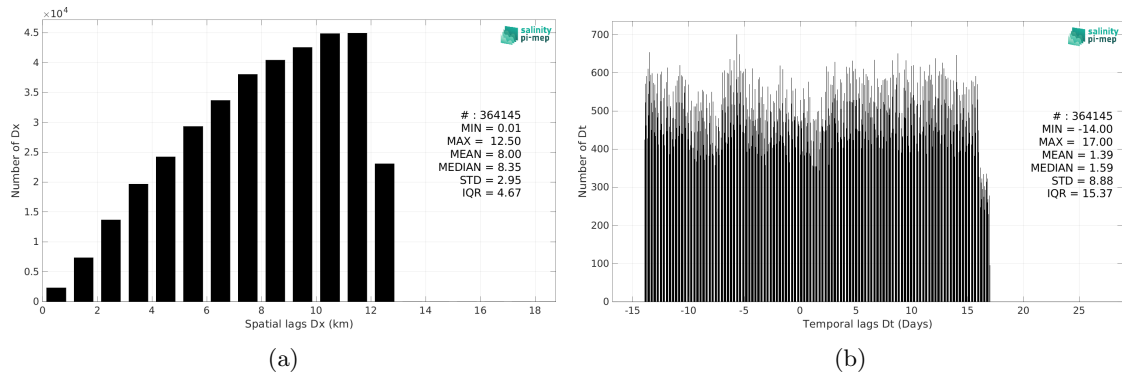 ×10⁴
4.5
4
3.5
3
2.5
2
1.5
1
0.5
0
Number of Dx
0 2 4 6 8 10 12 14 16 18
Spatial lags Dx (km)
salinity
pi-mep
# : 364145
MIN = 0.01
MAX = 12.50
MEAN = 8.00
MEDIAN = 8.35
STD = 2.95
IQR = 4.67
(a)
700
600
500
400
300
200
100
0
Number of Dt
-15 -10 -5 0 5 10 15 20 25
Temporal lags Dt (Days)
salinity
pi-mep
# : 364145
MIN = -14.00
MAX = 17.00
MEAN = 1.39
MEDIAN = 1.59
STD = 8.88
IQR = 15.37
(b)